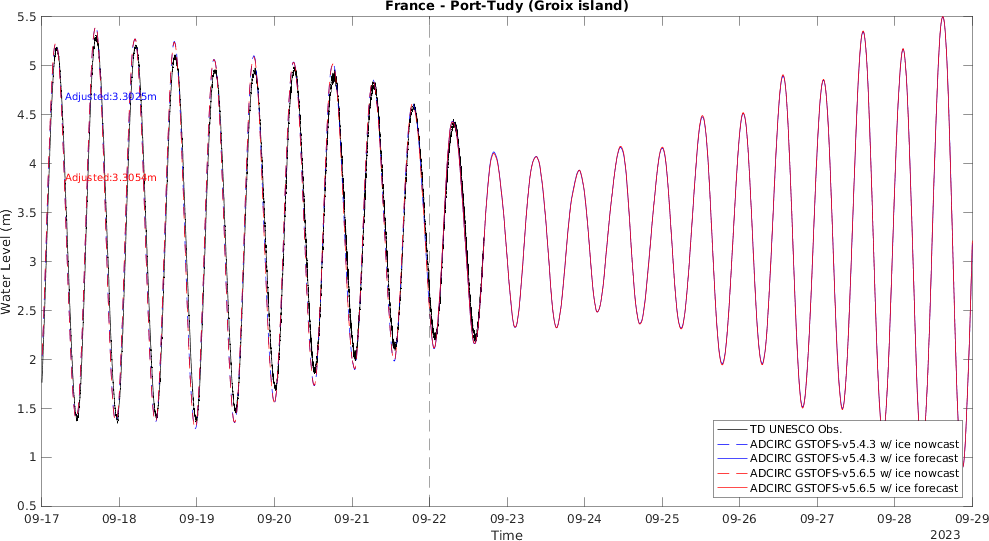 France - Port-Tudy (Groix island)
5.5
5
4.5
4
3.5
3
2.5
2
1.5
1
0.5
Water Level (m)
Adjusted:3.3025m
Adjusted:3.3054m
TD UNESCO Obs.
ADCIRC GSTOFS-v5.4.3 w/ ice nowcast
ADCIRC GSTOFS-v5.4.3 w/ ice forecast
ADCIRC GSTOFS-v5.6.5 w/ ice nowcast
ADCIRC GSTOFS-v5.6.5 w/ ice forecast
09-17 09-18 09-19 09-20 09-21 09-22 09-23 09-24 09-25 09-26 09-27 09-28 09-29
Time
2023